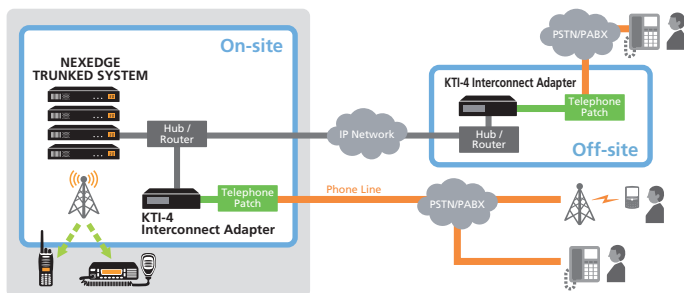 On-site
NEXEDGE
TRUNKED SYSTEM
Hub /
Router
Telephone
Patch
KTI-4
Interconnect Adapter
IP Network
Phone Line
PSTN/PABX
KTI-4 Interconnect Adapter
Telephone
Patch
Hub /
Router
Off-site
PSTN/PABX